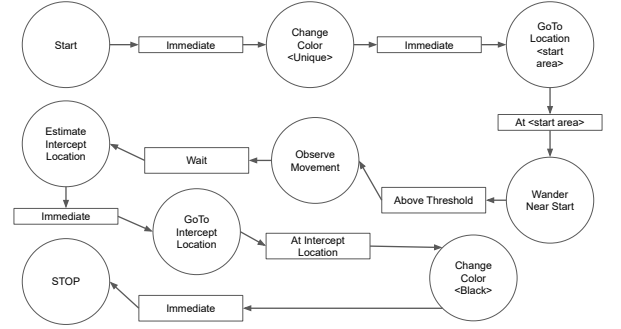 Start
Immediate
Change
Color
<Unique>
Immediate
GoTo
Location
<start
area>
At <start area>
Wander
Near Start
Above Threshold
Observe
Movement
Wait
Estimate
Intercept
Location
Immediate
GoTo
Intercept
Location
At Intercept
Location
Change
Color
<Black>
Immediate
STOP